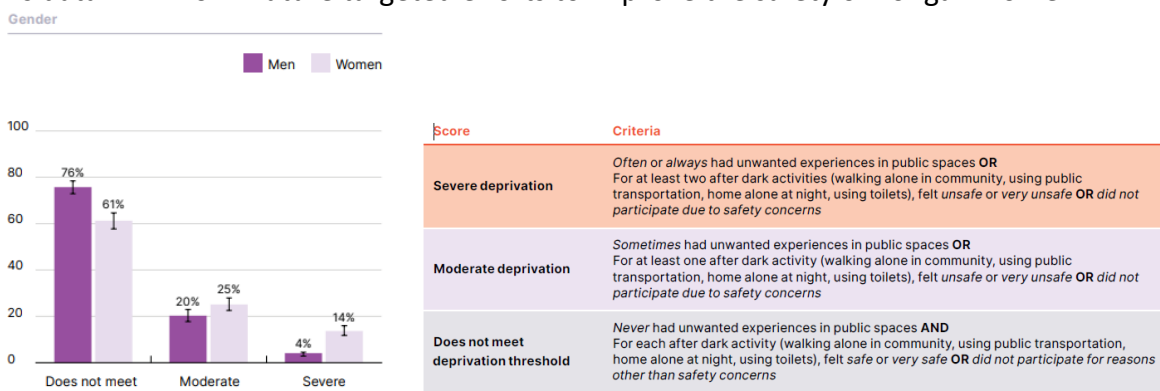 Gender
Men Women
100
80
60
40
20
0
76%
61%
20%
25%
4%
14%
Does not meet Moderate Severe
Score Criteria
Severe deprivation
Often or always had unwanted experiences in public spaces OR
For at least two after dark activities (walking alone in community, using public
transportation, home alone at night, using toilets), felt unsafe or very unsafe OR did not
participate due to safety concerns
Moderate deprivation
Sometimes had unwanted experiences in public spaces OR
For at least one after dark activity (walking alone in community, using public
transportation, home alone at night, using toilets), felt unsafe or very unsafe OR did not
participate due to safety concerns
Does not meet
deprivation threshold
Never had unwanted experiences in public spaces AND
For each after dark activity (walking alone in community, using public transportation,
home alone at night, using toilets), felt safe or very safe OR did not participate for reasons
other than safety concerns